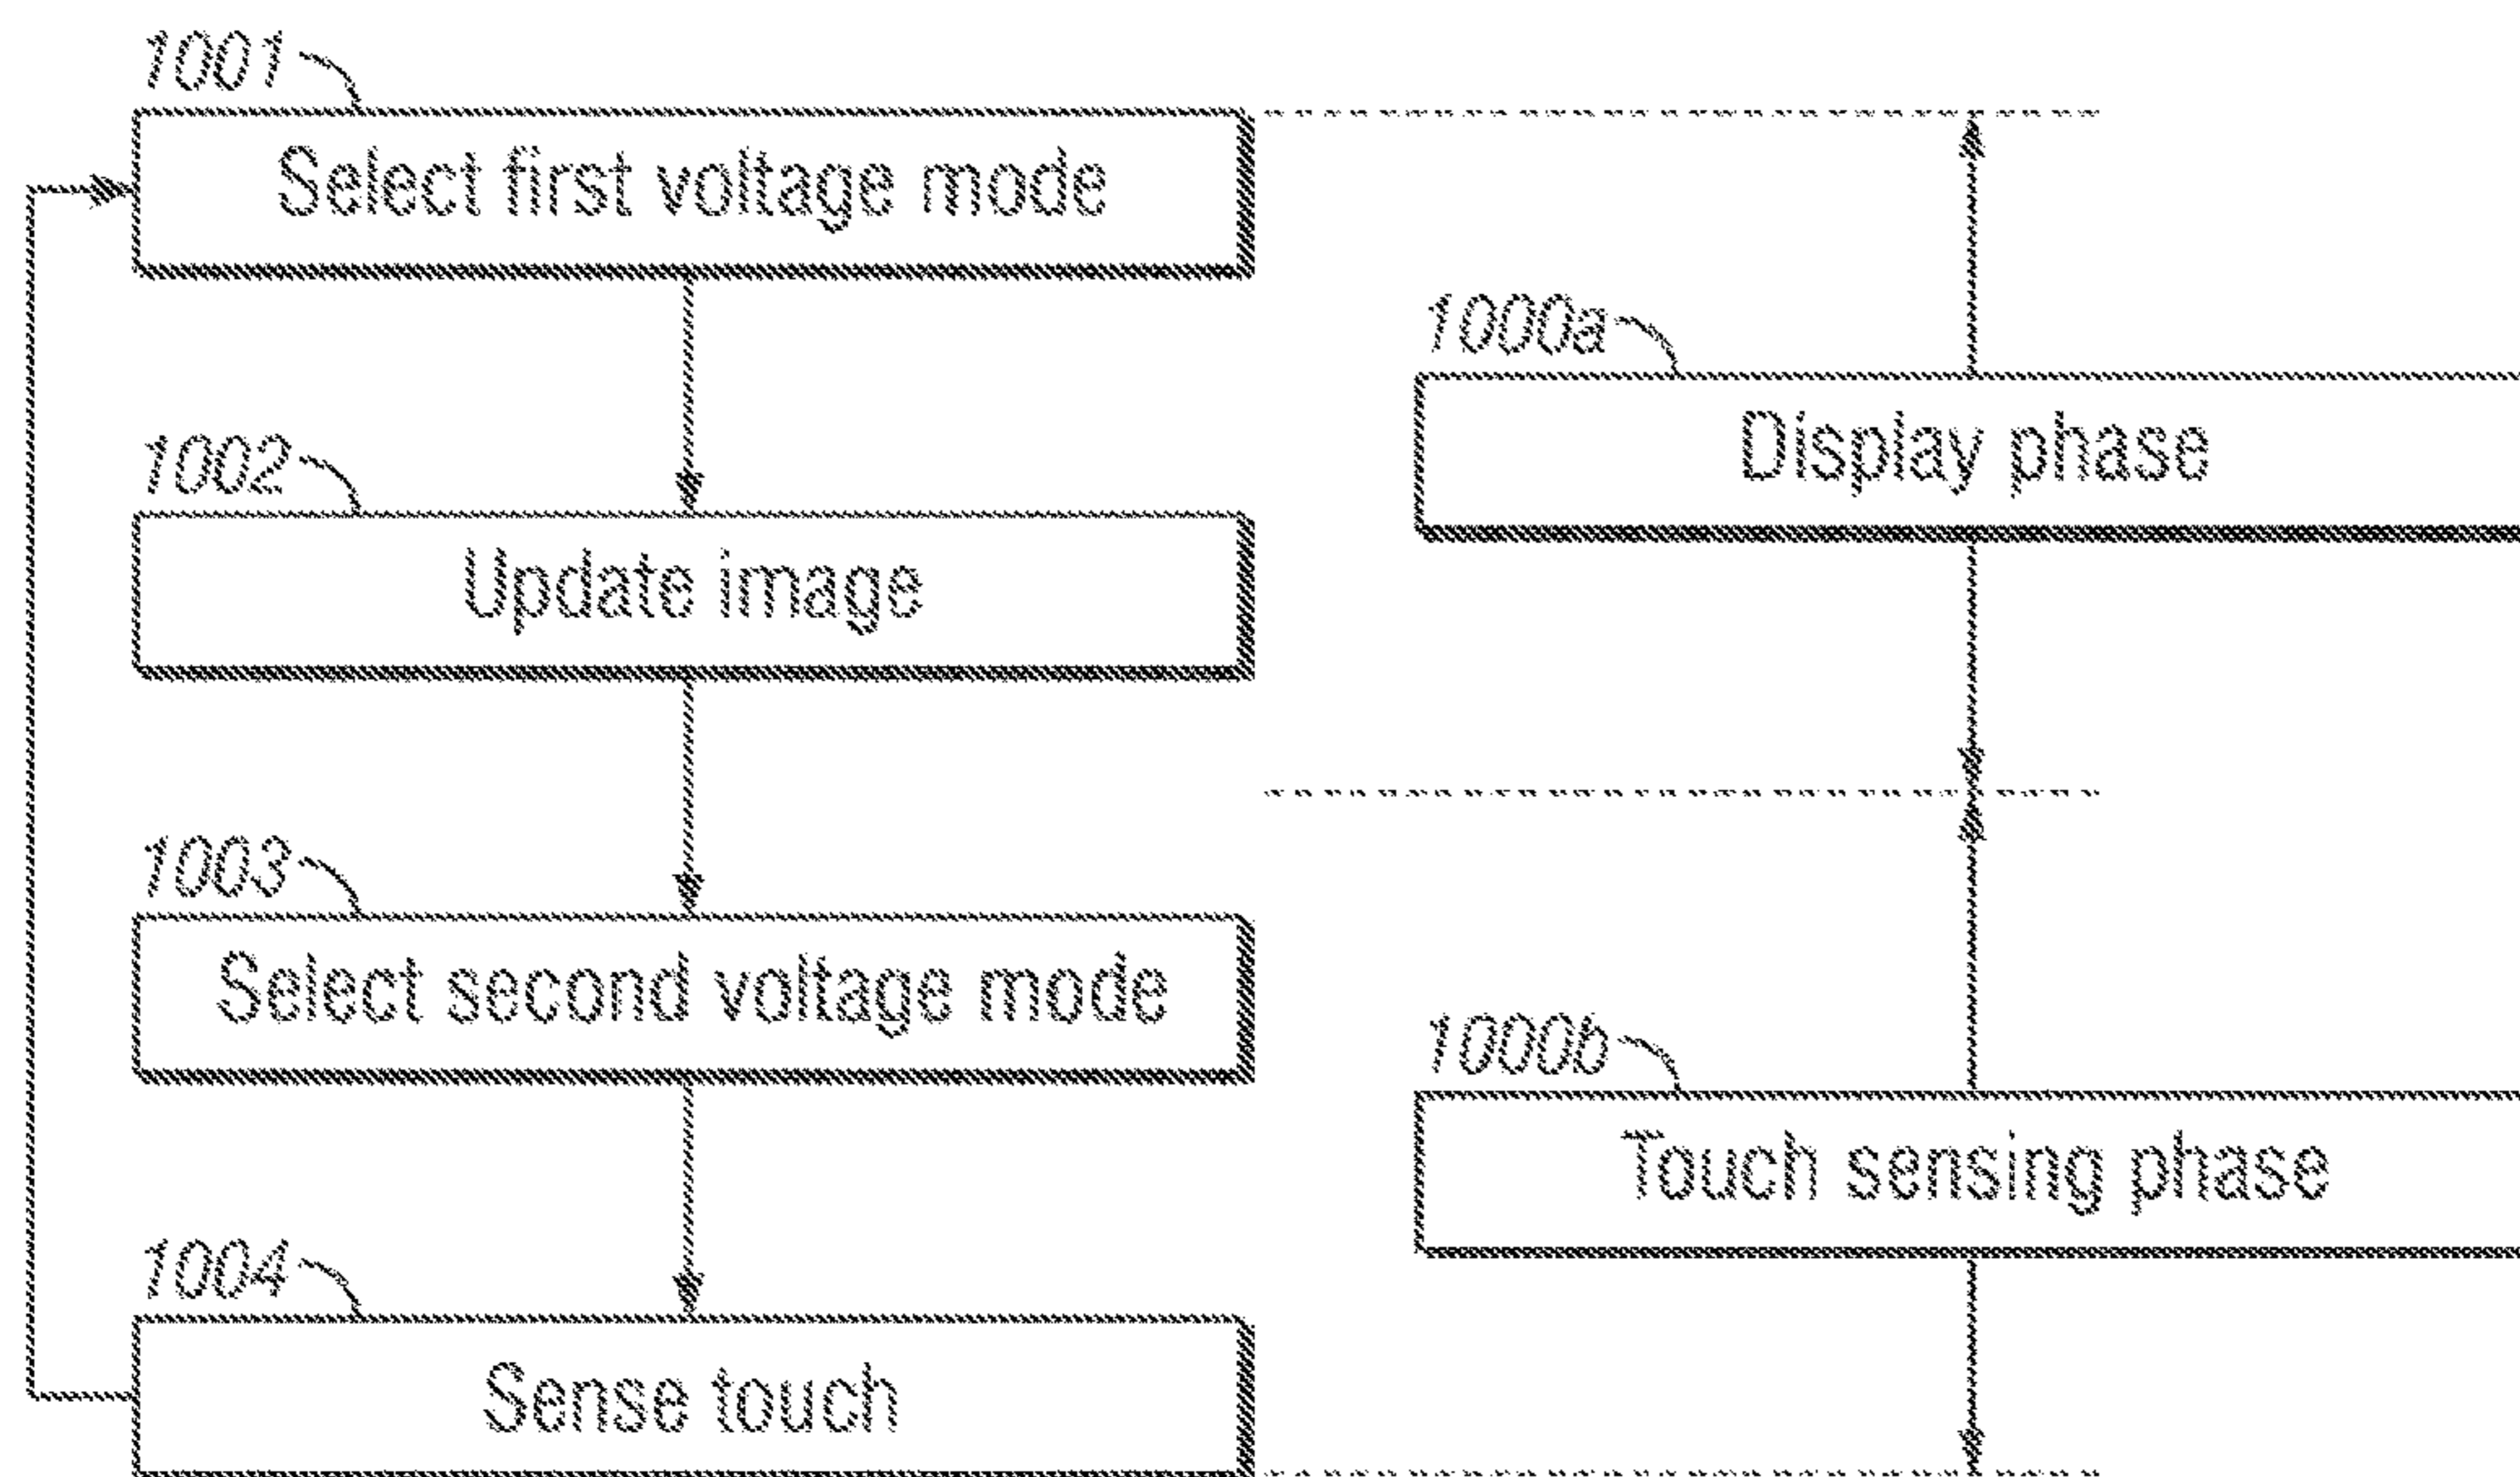 1001
Select first voltage mode
1002
Update image
1003
Select second voltage mode
1004
Sense touch
1000a
Display phase
1000b
Touch sensing phase